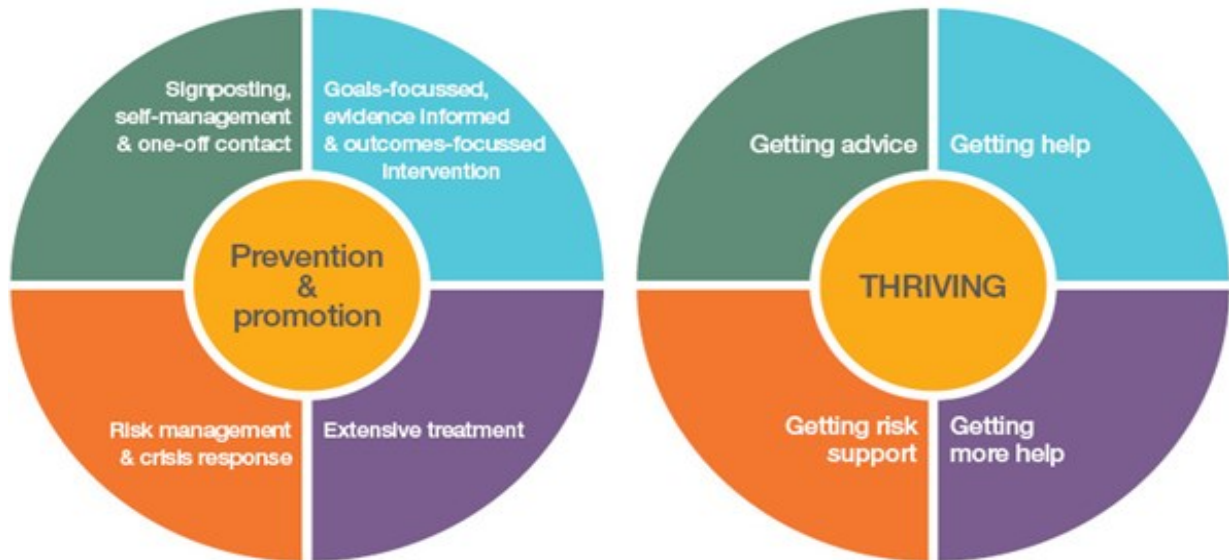 Signposting,
self-management
& one-off contact
Goals-focussed,
evidence informed
& outcomes-focussed
intervention
Prevention
&
promotion
Risk management
& crisis response
Extensive treatment
Getting advice
Getting help
THRIVING
Getting risk
support
Getting
more help